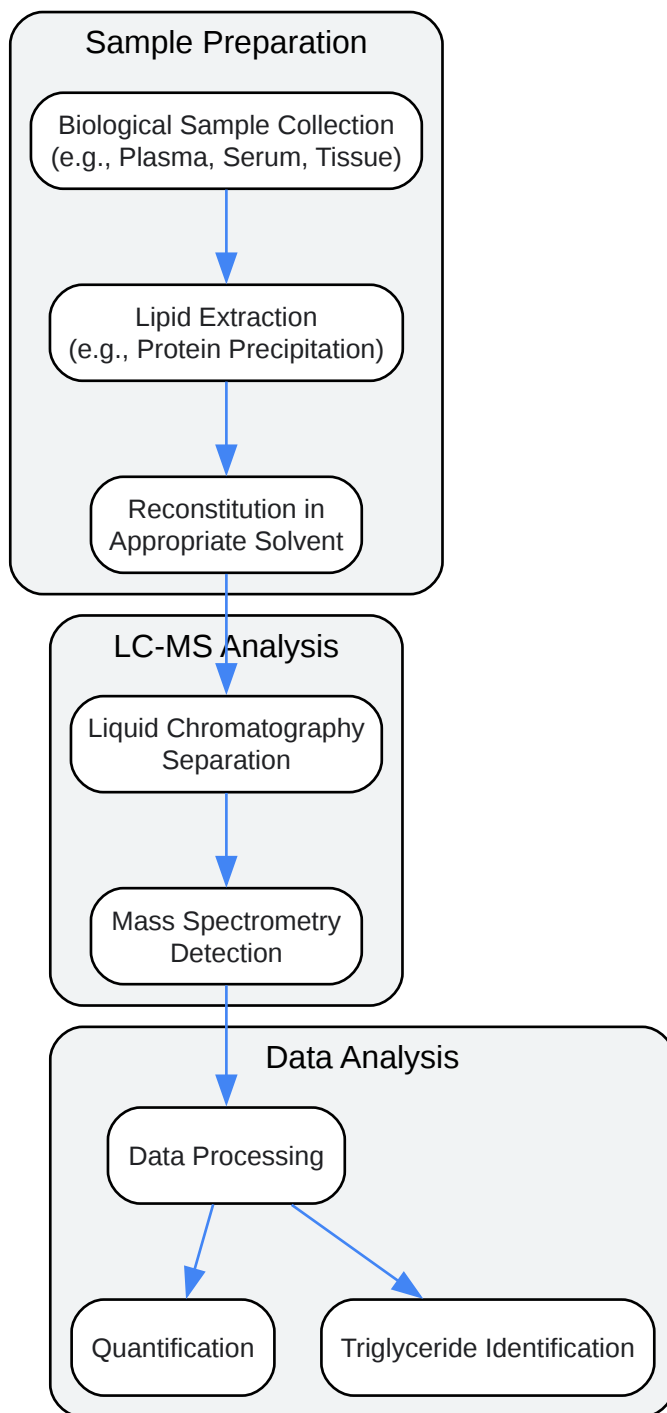 Sample Preparation
Biological Sample Collection
(e.g., Plasma, Serum, Tissue)
Lipid Extraction
(e.g., Protein Precipitation)
Reconstitution in
Appropriate Solvent
LC-MS Analysis
Liquid Chromatography
Separation
Mass Spectrometry
Detection
Data Analysis
Data Processing
Quantification
Triglyceride Identification